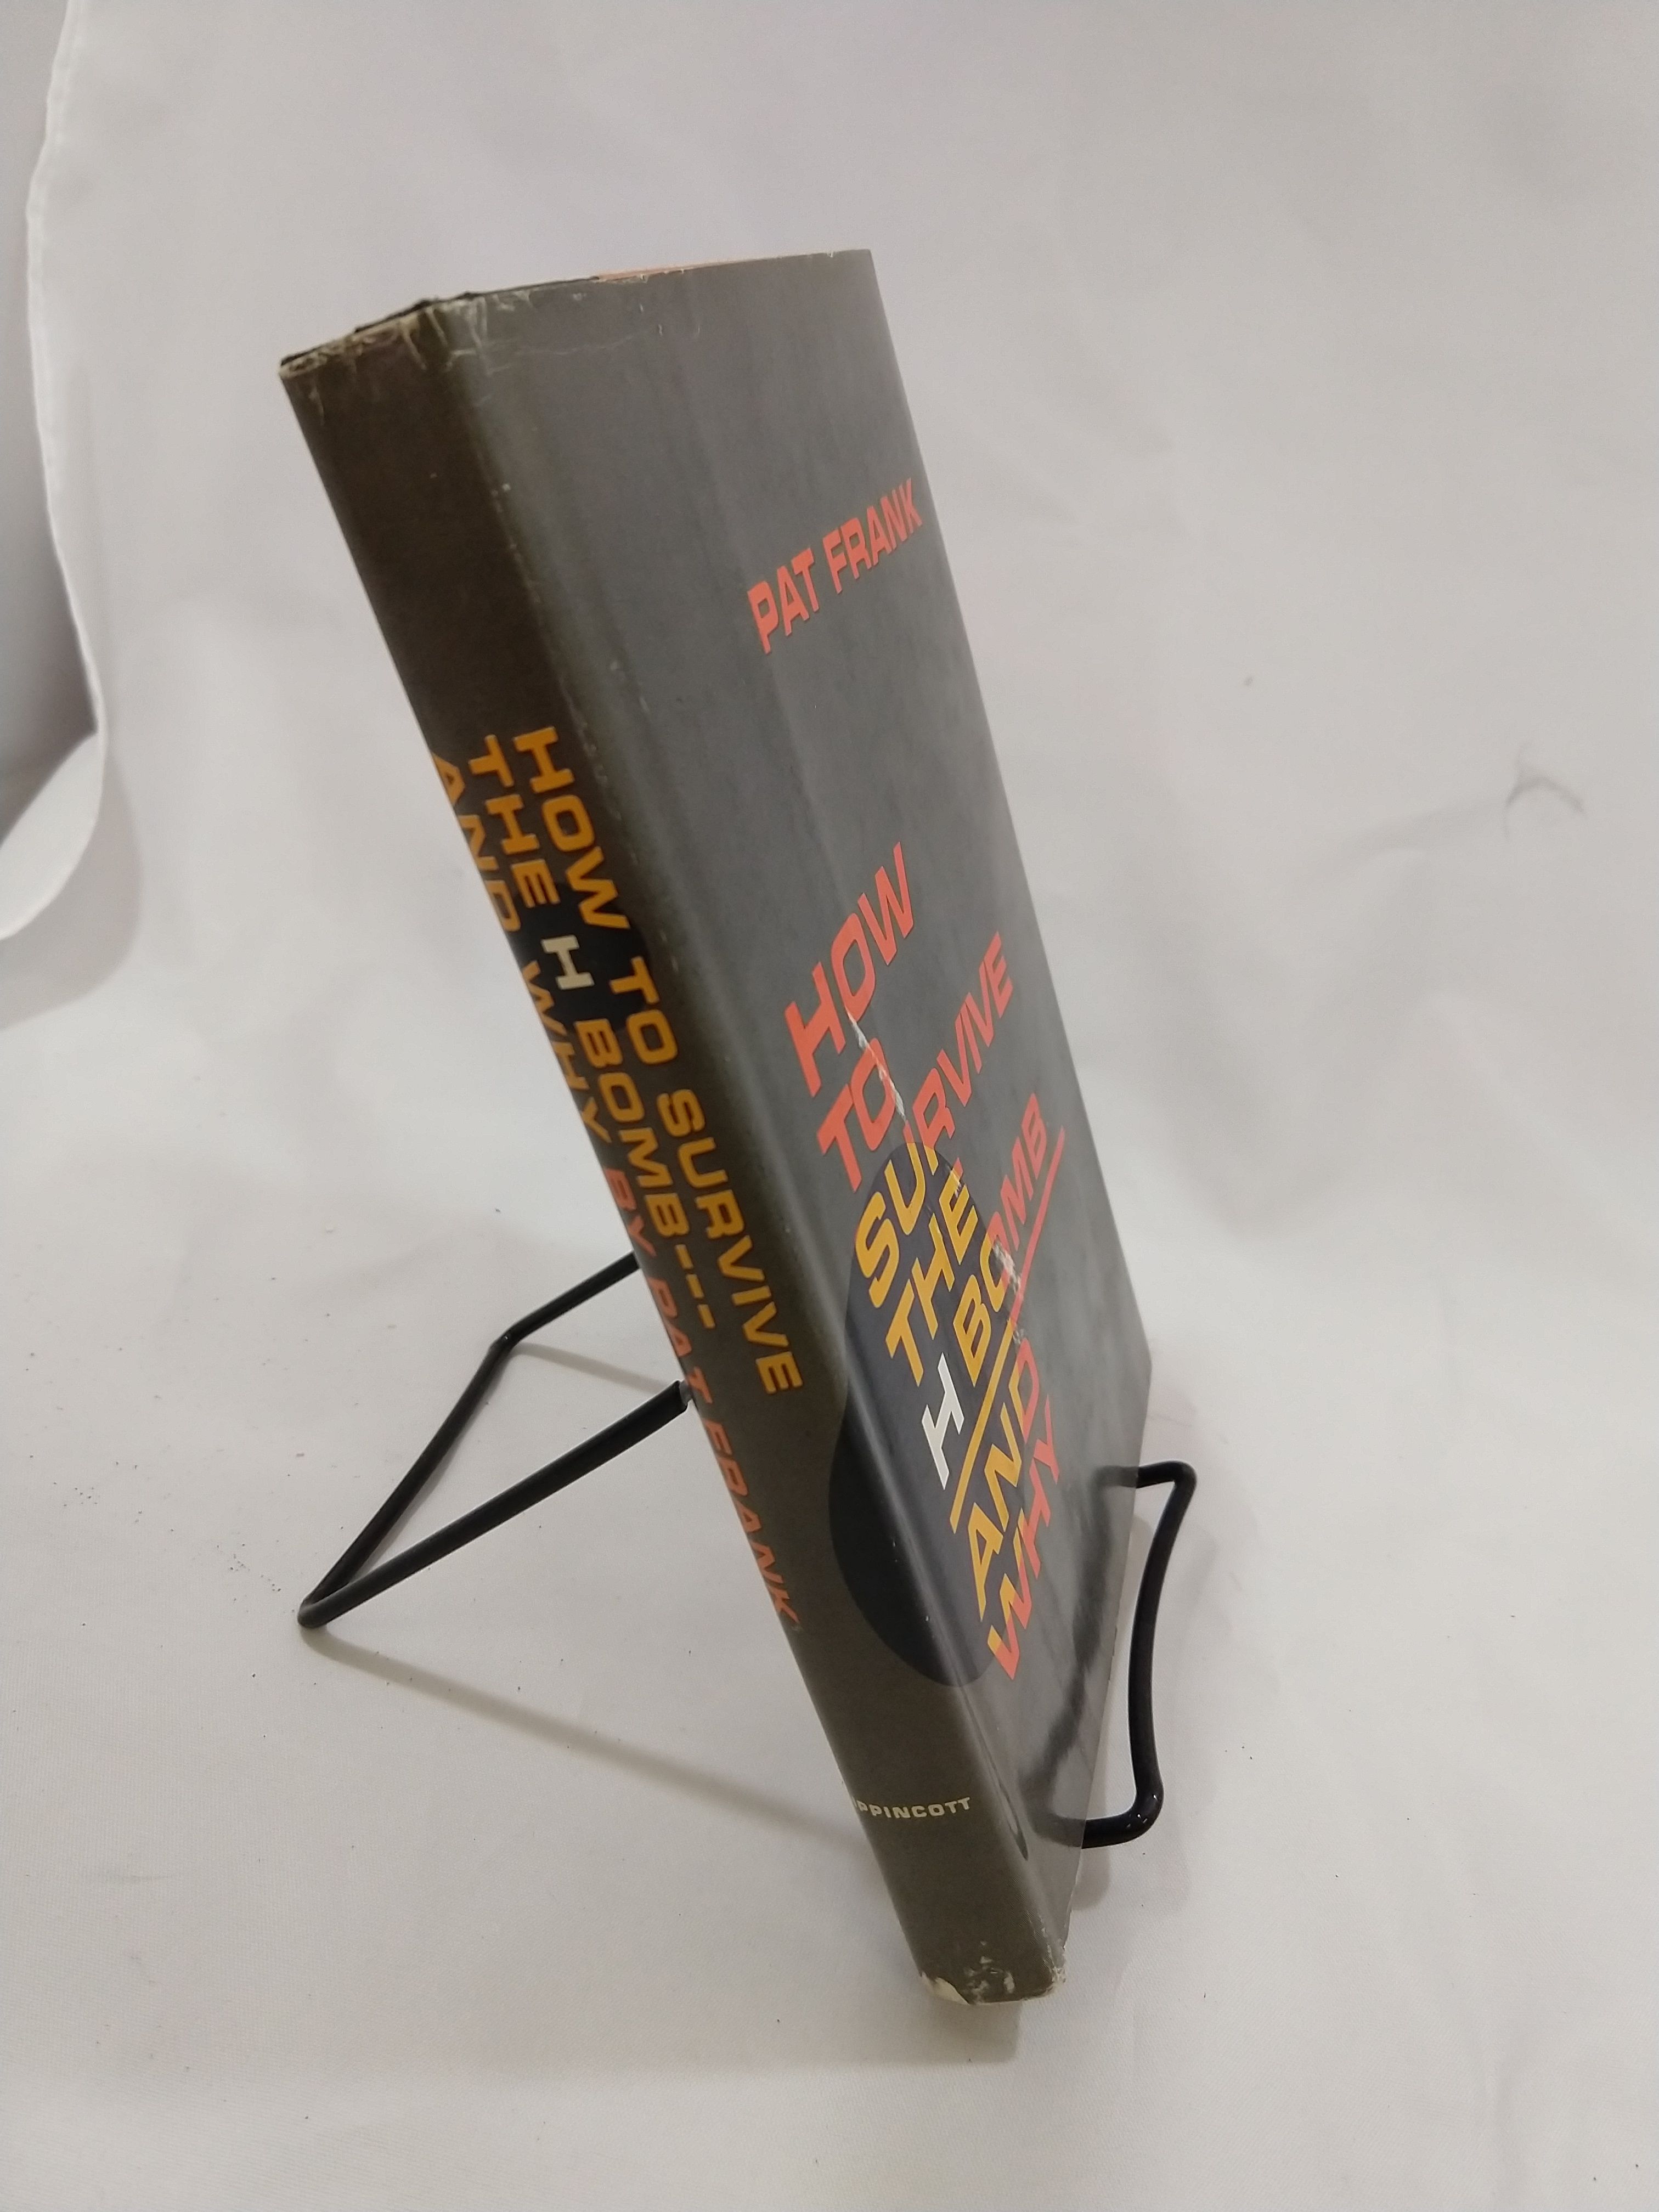 HOW TO SURVIVE
THE H BOMB---
AND WHY BY PAT FRANK
PPINCOTT
PAT FRANK
HOW
TO
SURVIVE
THE
H BOMB
AND
WHY